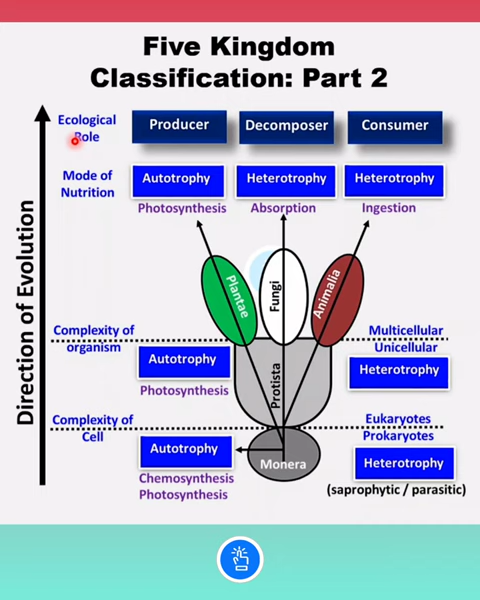 Five Kingdom
Classification: Part 2
Ecological
Role
Producer
Decomposer
Consumer
Mode of
Nutrition
Autotrophy
Heterotrophy
Heterotrophy
Photosynthesis
Absorption
Ingestion
Direction of Evolution
Plantae
Fungi
Animalia
Complexity of
organism
Multicellular
Unicellular
Autotrophy
Photosynthesis
Protista
Heterotrophy
Complexity of
Cell
Eukaryotes
Prokaryotes
Autotrophy
Chemosynthesis
Photosynthesis
Monera
Heterotrophy
(saprophytic / parasitic)